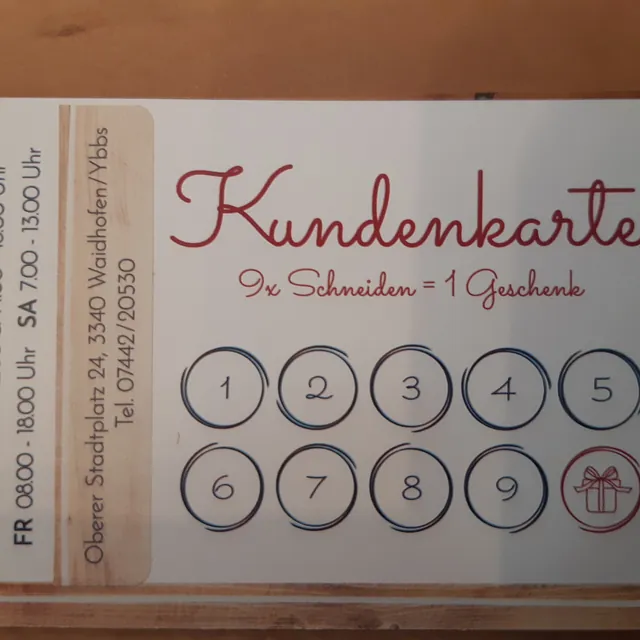 Kundenkarte
9x Schneiden = 1 Geschenk
1 2 3 4 5
6 7 8 9
Oberer Stadtplatz 24, 3340 Waidhofen/Ybbs
Tel. 07442/20530
FR 08.00 - 18.00 Uhr SA 7.00 - 13.00 Uhr